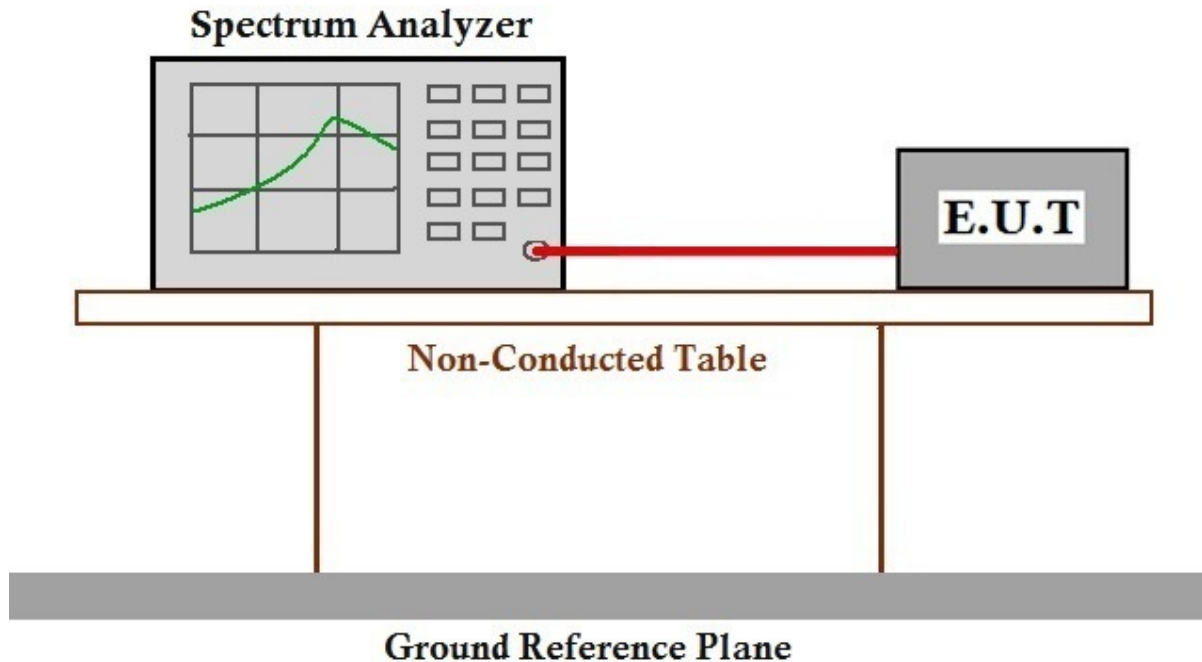 Spectrum Analyzer
E.U.T
Non-Conducted Table
Ground Reference Plane